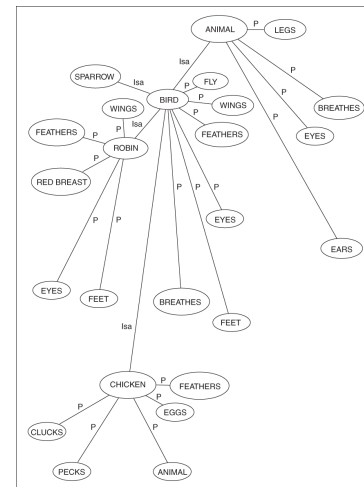 ANIMAL P LEGS
P
Isa
SPARROW Isa P FLY P
BIRD P WINGS P BREATHES
WINGS
Isa P FEATHERS P EYES
FEATHERS P P
ROBIN
P
RED BREAST
P P P P P P
EYES
EARS
EYES FEET BREATHES
FEET
Isa
CHICKEN P FEATHERS
P EGGS
P
CLUCKS
P P
PECKS ANIMAL